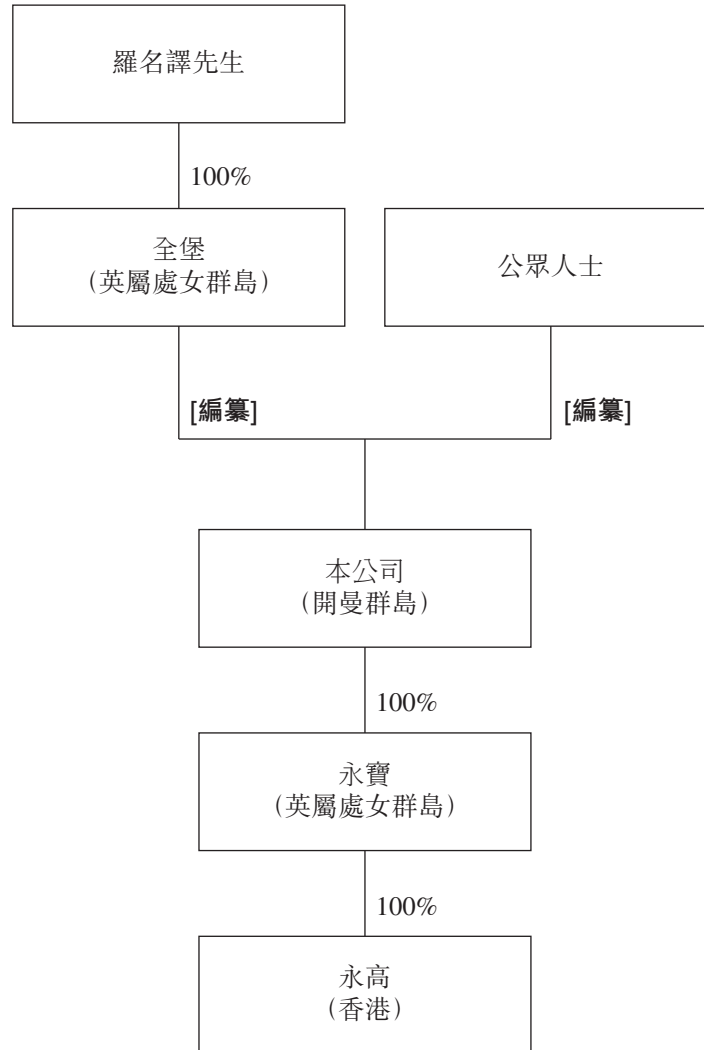 羅名譯先生
100%
全堡
（英屬處女群島）
公眾人士
[編纂]
[編纂]
本公司
（開曼群島）
100%
永寶
（英屬處女群島）
100%
永高
（香港）